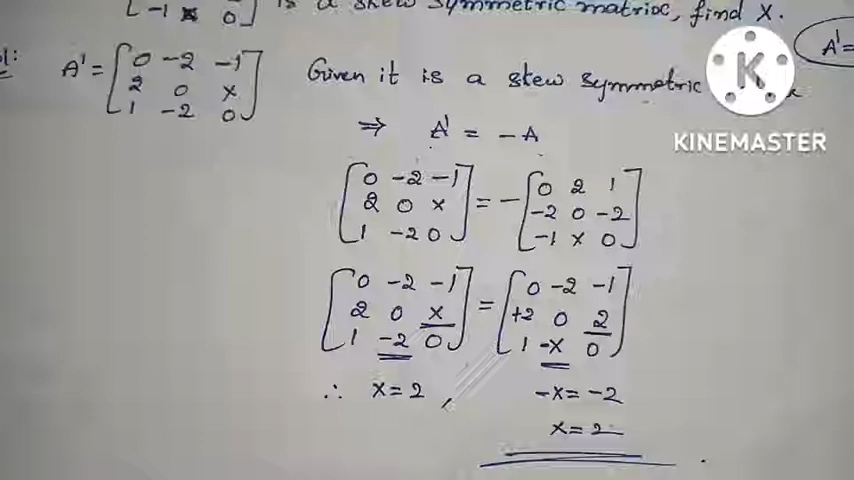 [-1 x 0] is a skew symmetric matrix, find x.
A' = [0 -2 -1
2 0 x
1 -2 0]
Given it is a skew symmetric
A' =
K
KINEMASTER
⇒ A' = -A
[0 -2 -1
2 0 x
1 -2 0] = -[0 2 1
-2 0 -2
-1 x 0]
[0 -2 -1
2 0 x
1 -2 0] = [0 -2 -1
+2 0 2
1 -x 0]
∴ x = 2 , -x = -2
x = 2